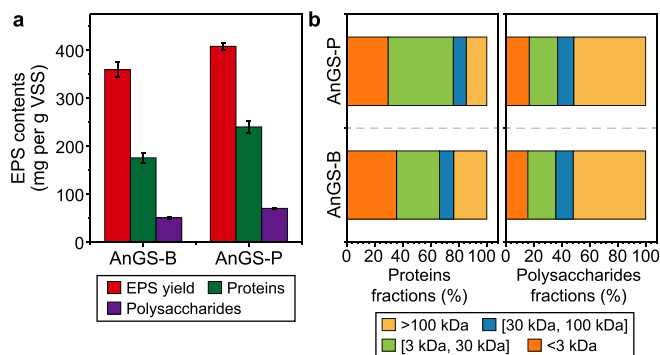 a
EPS contents
(mg per g VSS)
400
300
200
100
0
AnGS-B AnGS-P
EPS yield Proteins
Polysaccharides
b
AnGS-P
AnGS-B
0 20 40 60 80 100 0 20 40 60 80 100
Proteins Polysaccharides
fractions (%) fractions (%)
>100 kDa [30 kDa, 100 kDa]
[3 kDa, 30 kDa] <3 kDa